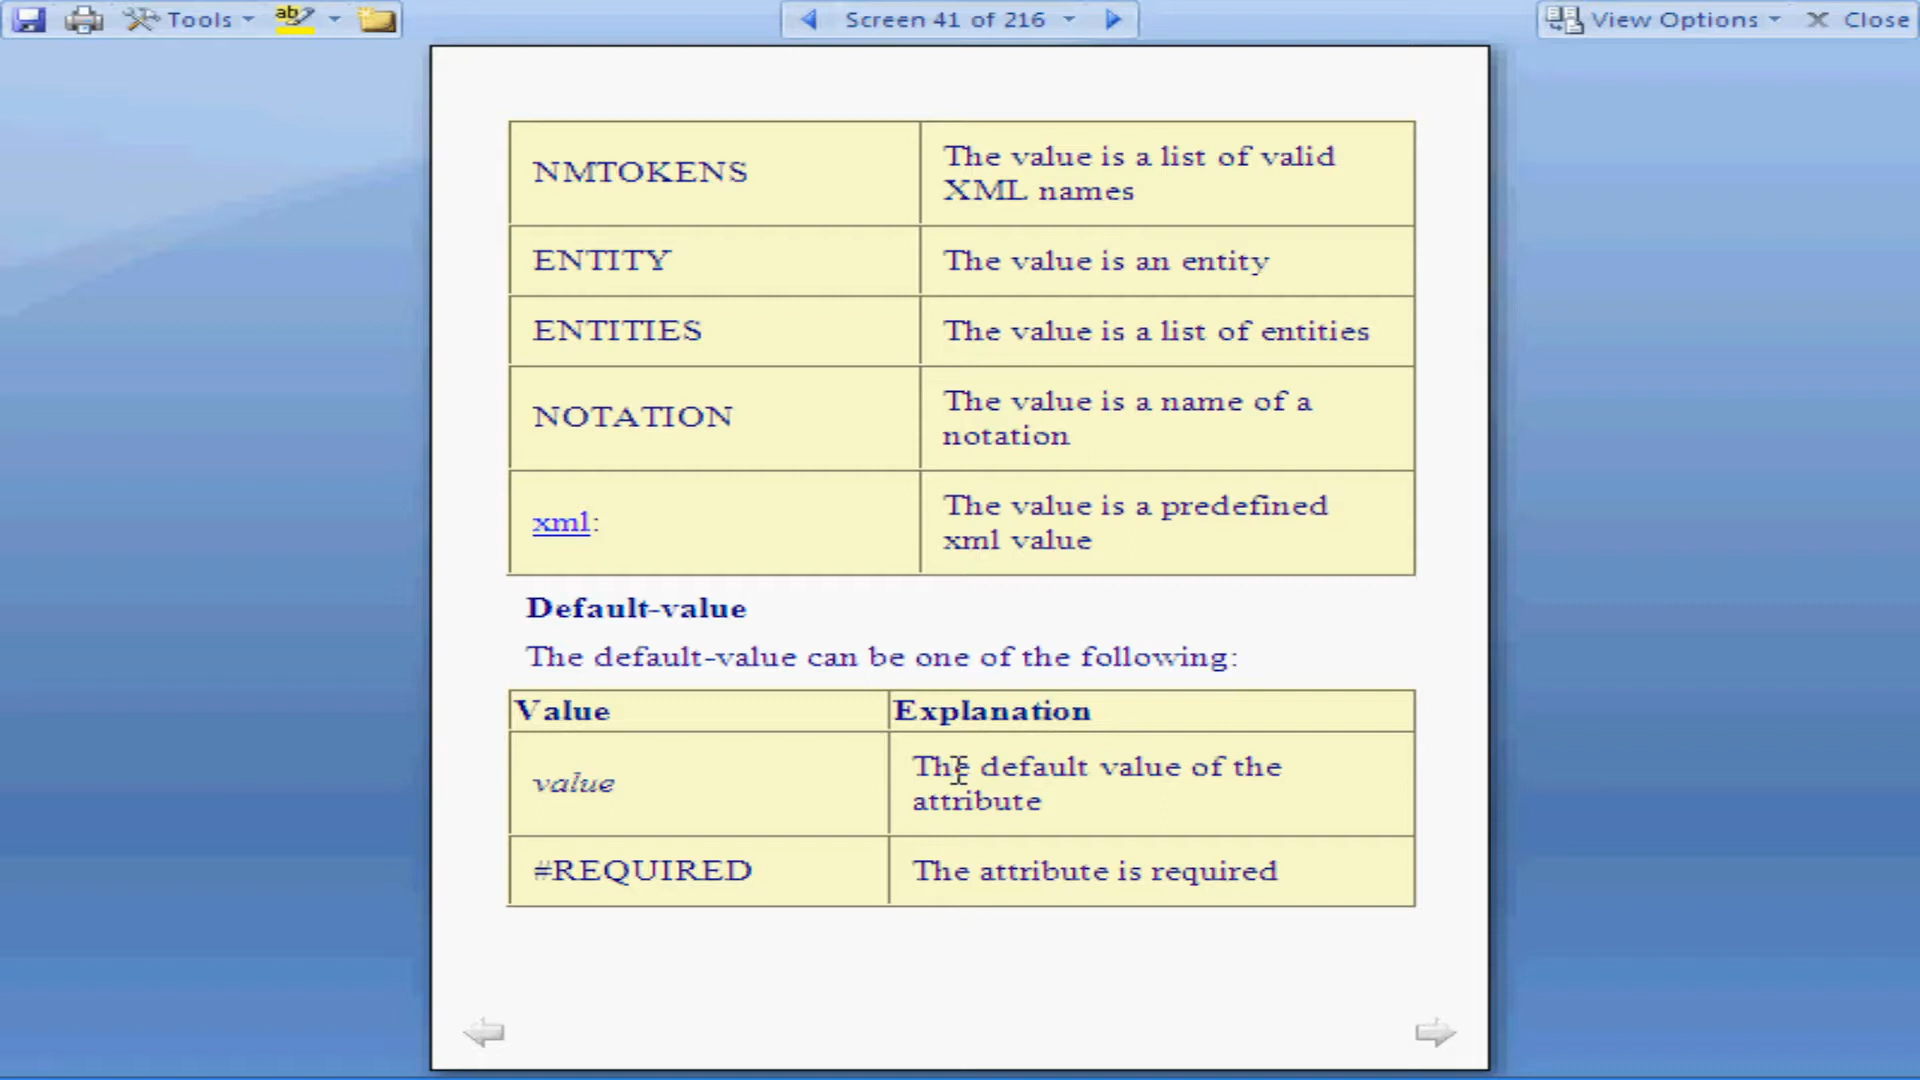 Tools
ab
Screen 41 of 216
View Options
Close
NMTOKENS
The value is a list of valid
XML names
ENTITY
The value is an entity
ENTITIES
The value is a list of entities
NOTATION
The value is a name of a
notation
xml:
The value is a predefined
xml value
Default-value
The default-value can be one of the following:
Value
Explanation
value
The default value of the
attribute
#REQUIRED
The attribute is required